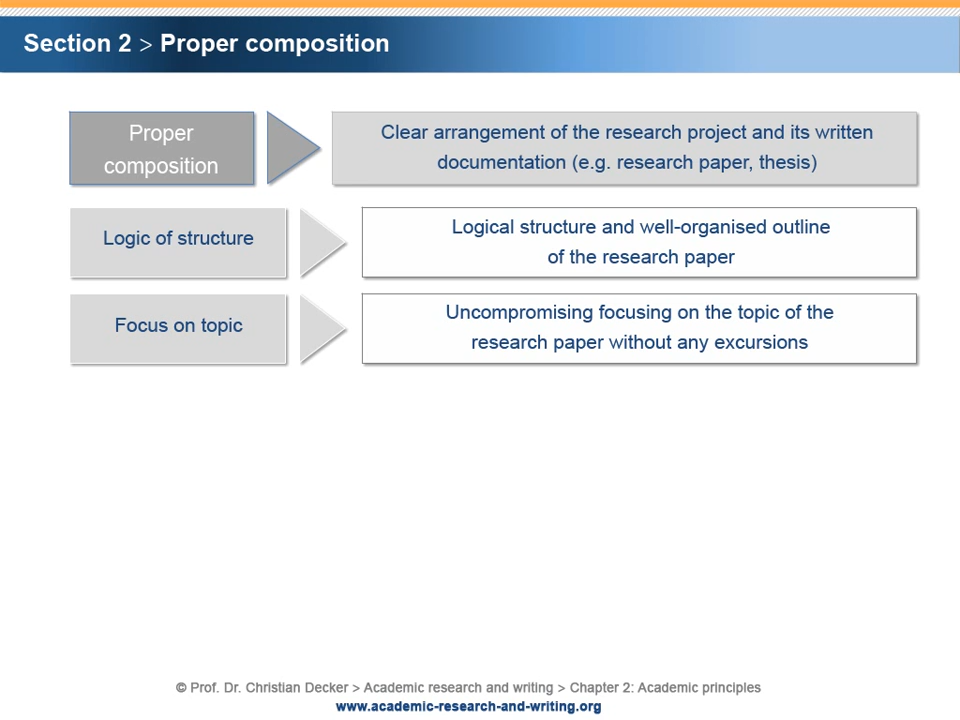 Section 2 > Proper composition
Proper
composition
Clear arrangement of the research project and its written
documentation (e.g. research paper, thesis)
Logic of structure
Logical structure and well-organised outline
of the research paper
Focus on topic
Uncompromising focusing on the topic of the
research paper without any excursions
© Prof. Dr. Christian Decker > Academic research and writing > Chapter 2: Academic principles
www.academic-research-and-writing.org